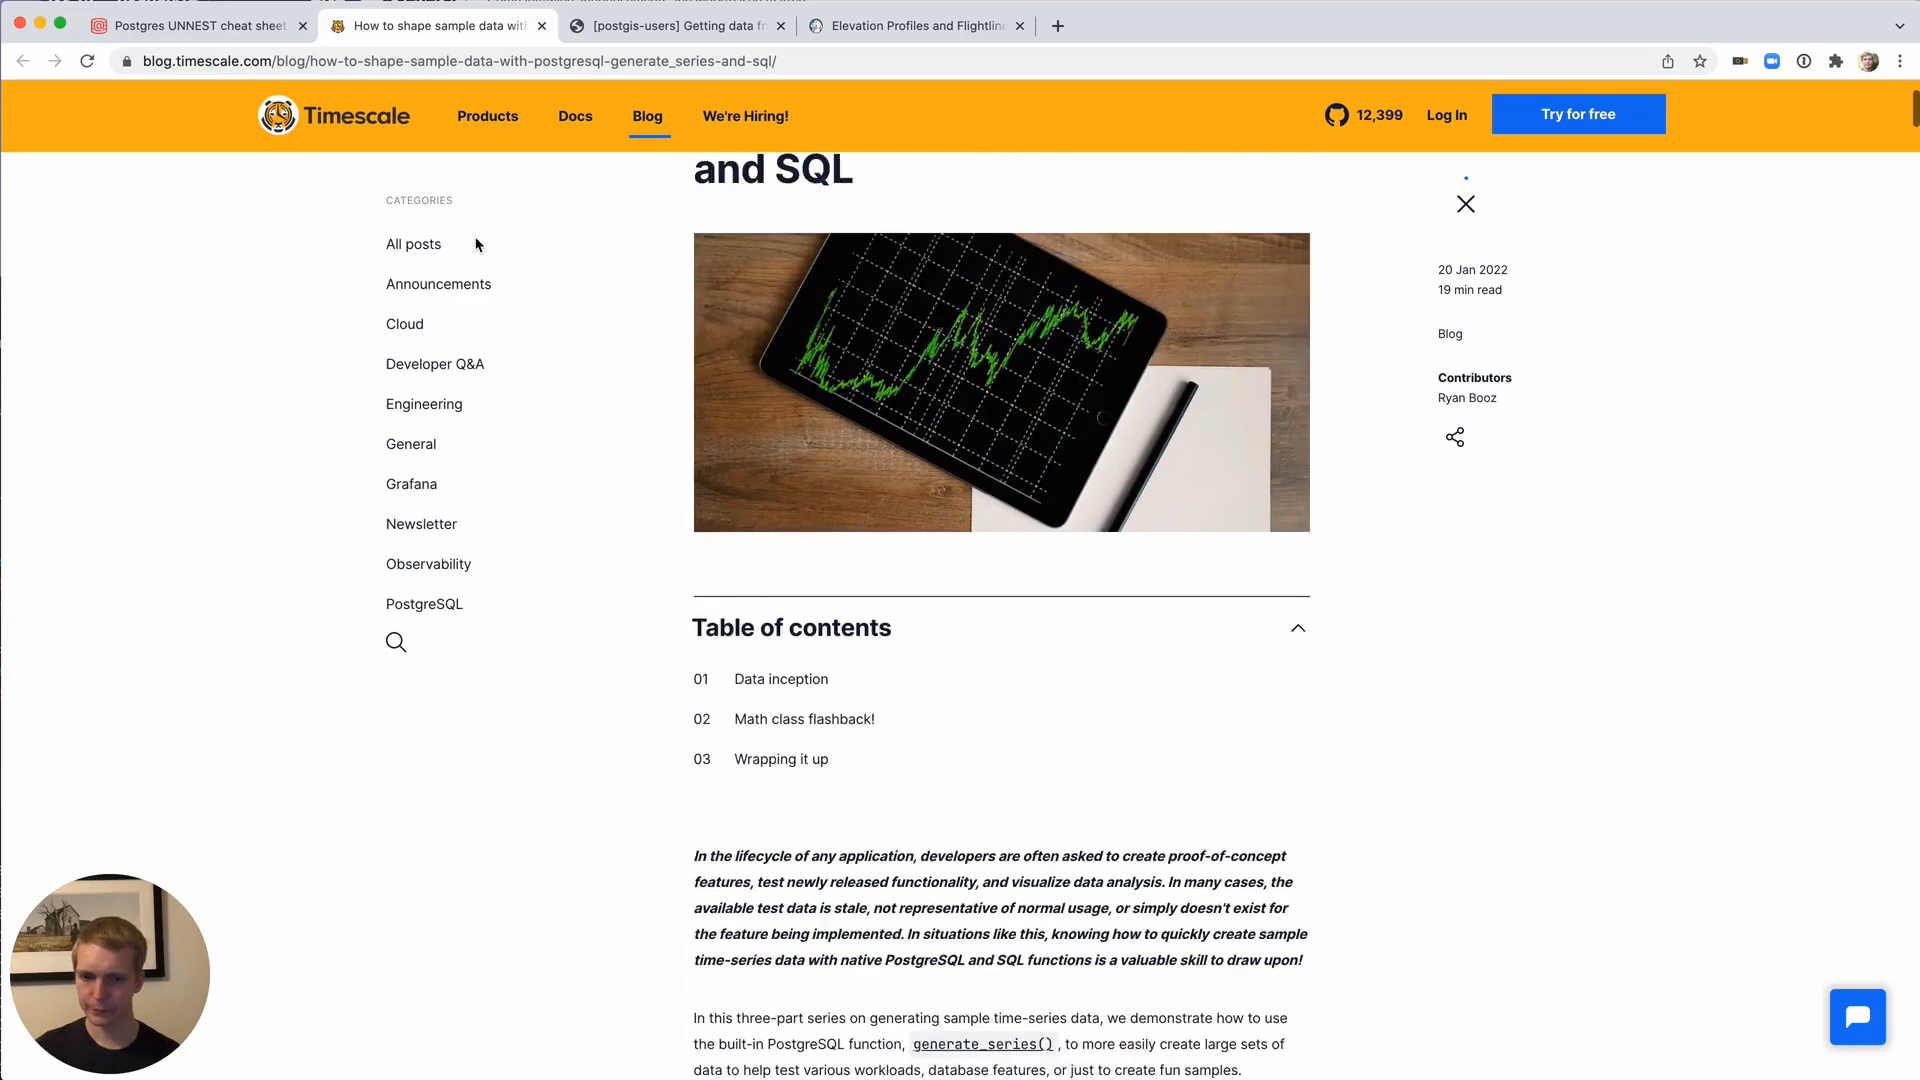 Postgres UNNEST cheat sheet
How to shape sample data with
[postgis-users] Getting data fr
Elevation Profiles and Flightline
blog.timescale.com/blog/how-to-shape-sample-data-with-postgresql-generate_series-and-sql/
Timescale
Products
Docs
Blog
We're Hiring!
12,399
Log In
Try for free
and SQL
CATEGORIES
All posts
Announcements
Cloud
Developer Q&A
Engineering
General
Grafana
Newsletter
Observability
PostgreSQL
20 Jan 2022
19 min read
Blog
Contributors
Ryan Booz
Table of contents
01 Data inception
02 Math class flashback!
03 Wrapping it up
In the lifecycle of any application, developers are often asked to create proof-of-concept
features, test newly released functionality, and visualize data analysis. In many cases, the
available test data is stale, not representative of normal usage, or simply doesn't exist for
the feature being implemented. In situations like this, knowing how to quickly create sample
time-series data with native PostgreSQL and SQL functions is a valuable skill to draw upon!
In this three-part series on generating sample time-series data, we demonstrate how to use
the built-in PostgreSQL function, generate_series() , to more easily create large sets of
data to help test various workloads, database features, or just to create fun samples.